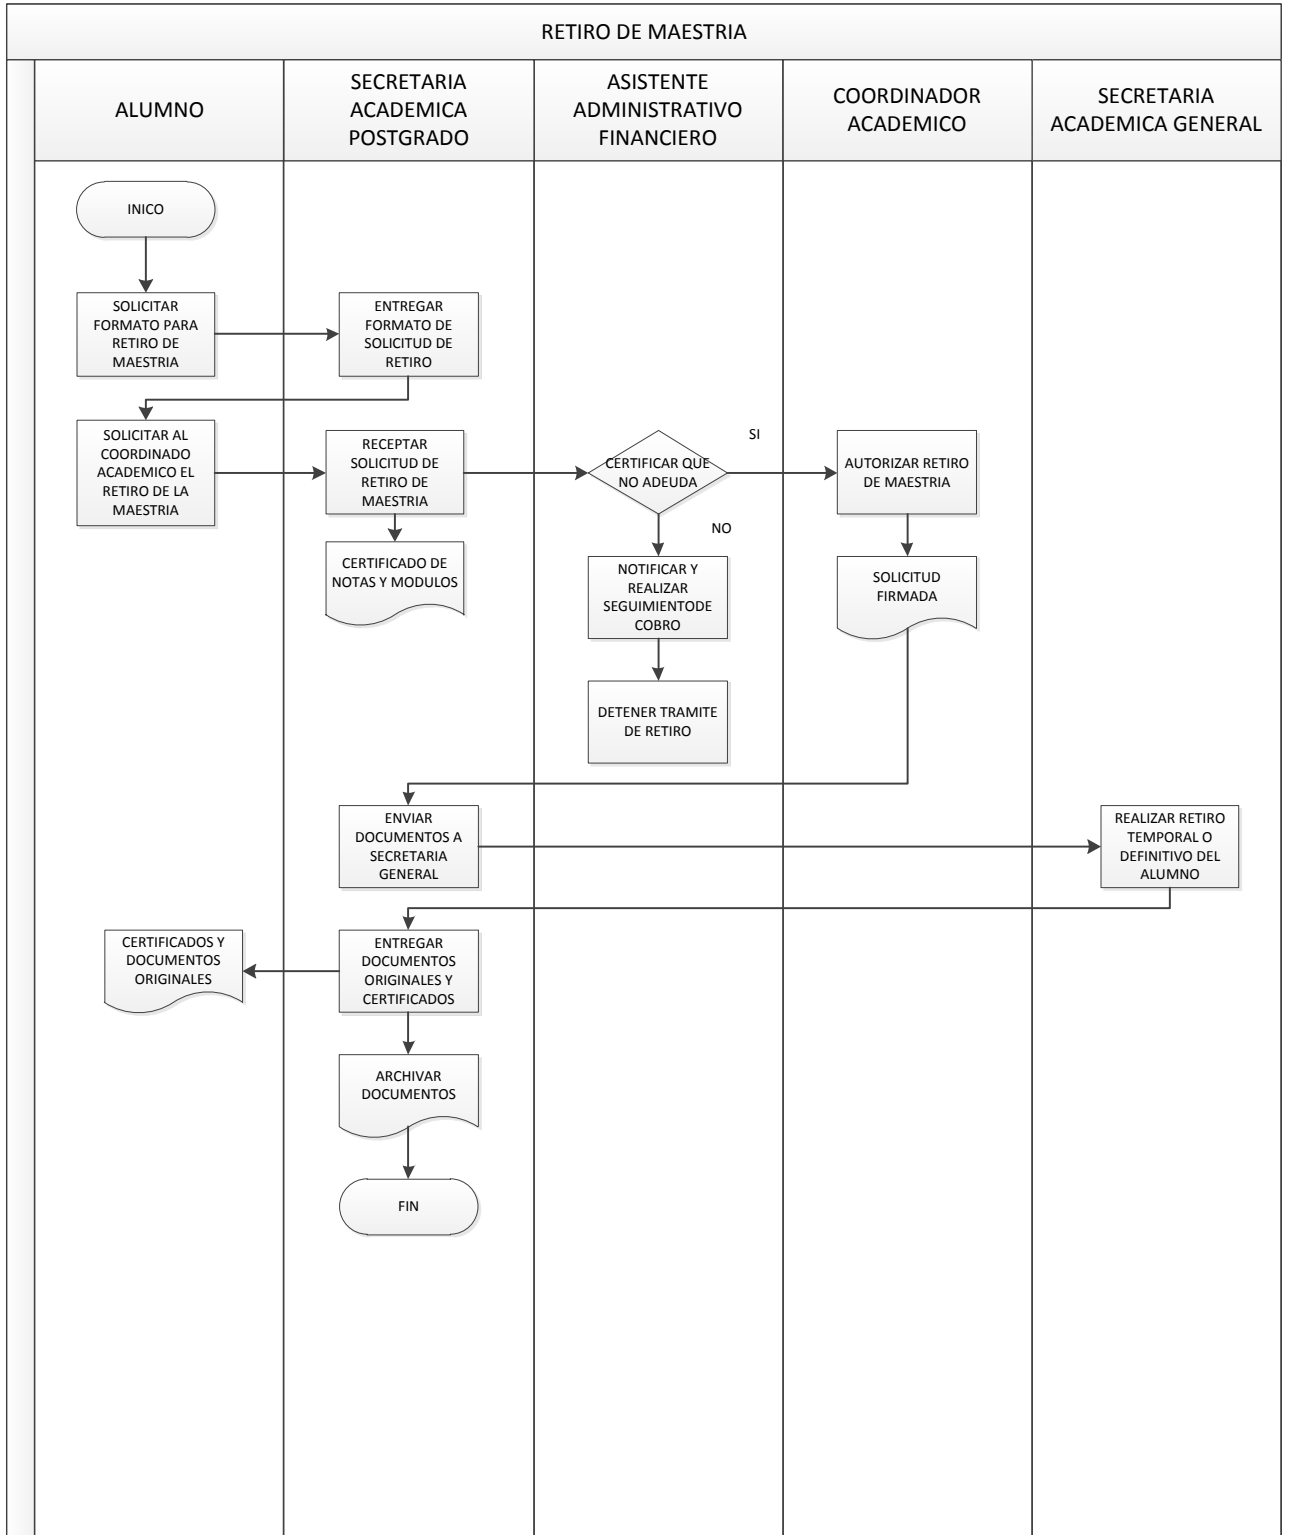 RETIRO DE MAESTRIA
ALUMNO
SECRETARIA
ACADEMICA
POSTGRADO
ASISTENTE
ADMINISTRATIVO
FINANCIERO
COORDINADOR
ACADEMICO
SECRETARIA
ACADEMICA GENERAL
INICO
SOLICITAR
FORMATO PARA
RETIRO DE
MAESTRIA
ENTREGAR
FORMATO DE
SOLICITUD DE
RETIRO
SOLICITAR AL
COORDINADO
ACADEMICO EL
RETIRO DE LA
MAESTRIA
RECEPTAR
SOLICITUD DE
RETIRO DE
MAESTRIA
CERTIFICAR QUE
NO ADEUDA
SI
AUTORIZAR RETIRO
DE MAESTRIA
NO
CERTIFICADO DE
NOTAS Y MODULOS
NOTIFICAR Y
REALIZAR
SEGUIMIENTODE
COBRO
SOLICITUD
FIRMADA
DETENER TRAMITE
DE RETIRO
ENVIAR
DOCUMENTOS A
SECRETARIA
GENERAL
REALIZAR RETIRO
TEMPORAL O
DEFINITIVO DEL
ALUMNO
CERTIFICADOS Y
DOCUMENTOS
ORIGINALES
ENTREGAR
DOCUMENTOS
ORIGINALES Y
CERTIFICADOS
ARCHIVAR
DOCUMENTOS
FIN